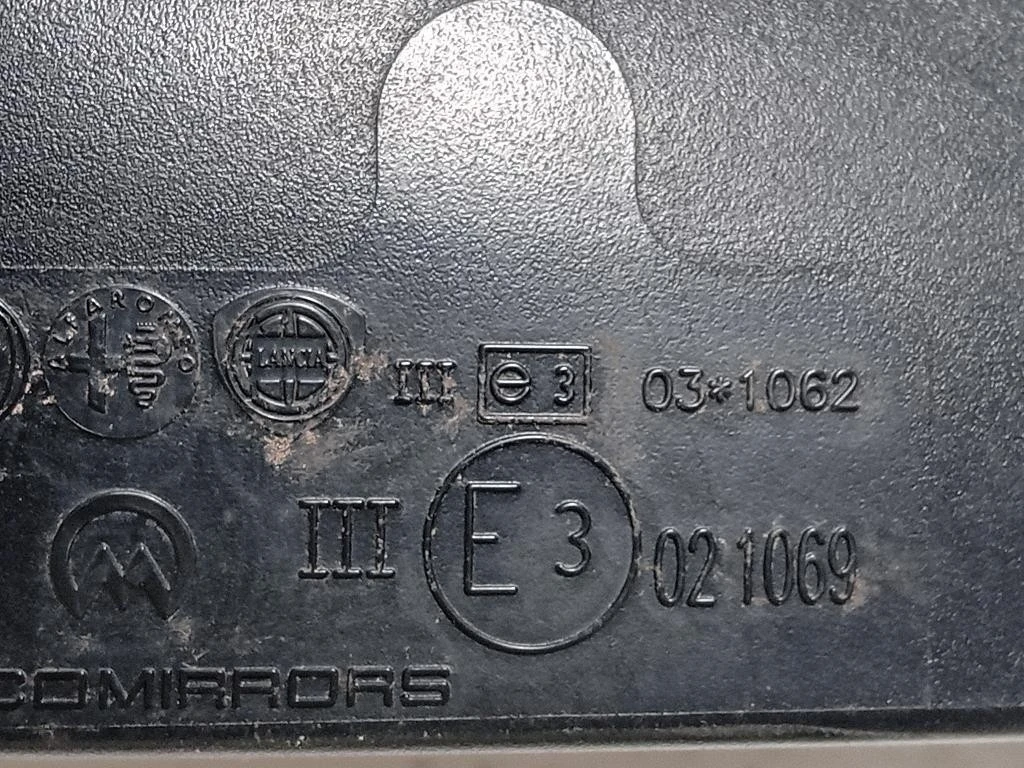 ALFA ROMEO
LANCIA
III e 3 03*1062
III E 3 021069
COMIRRORS